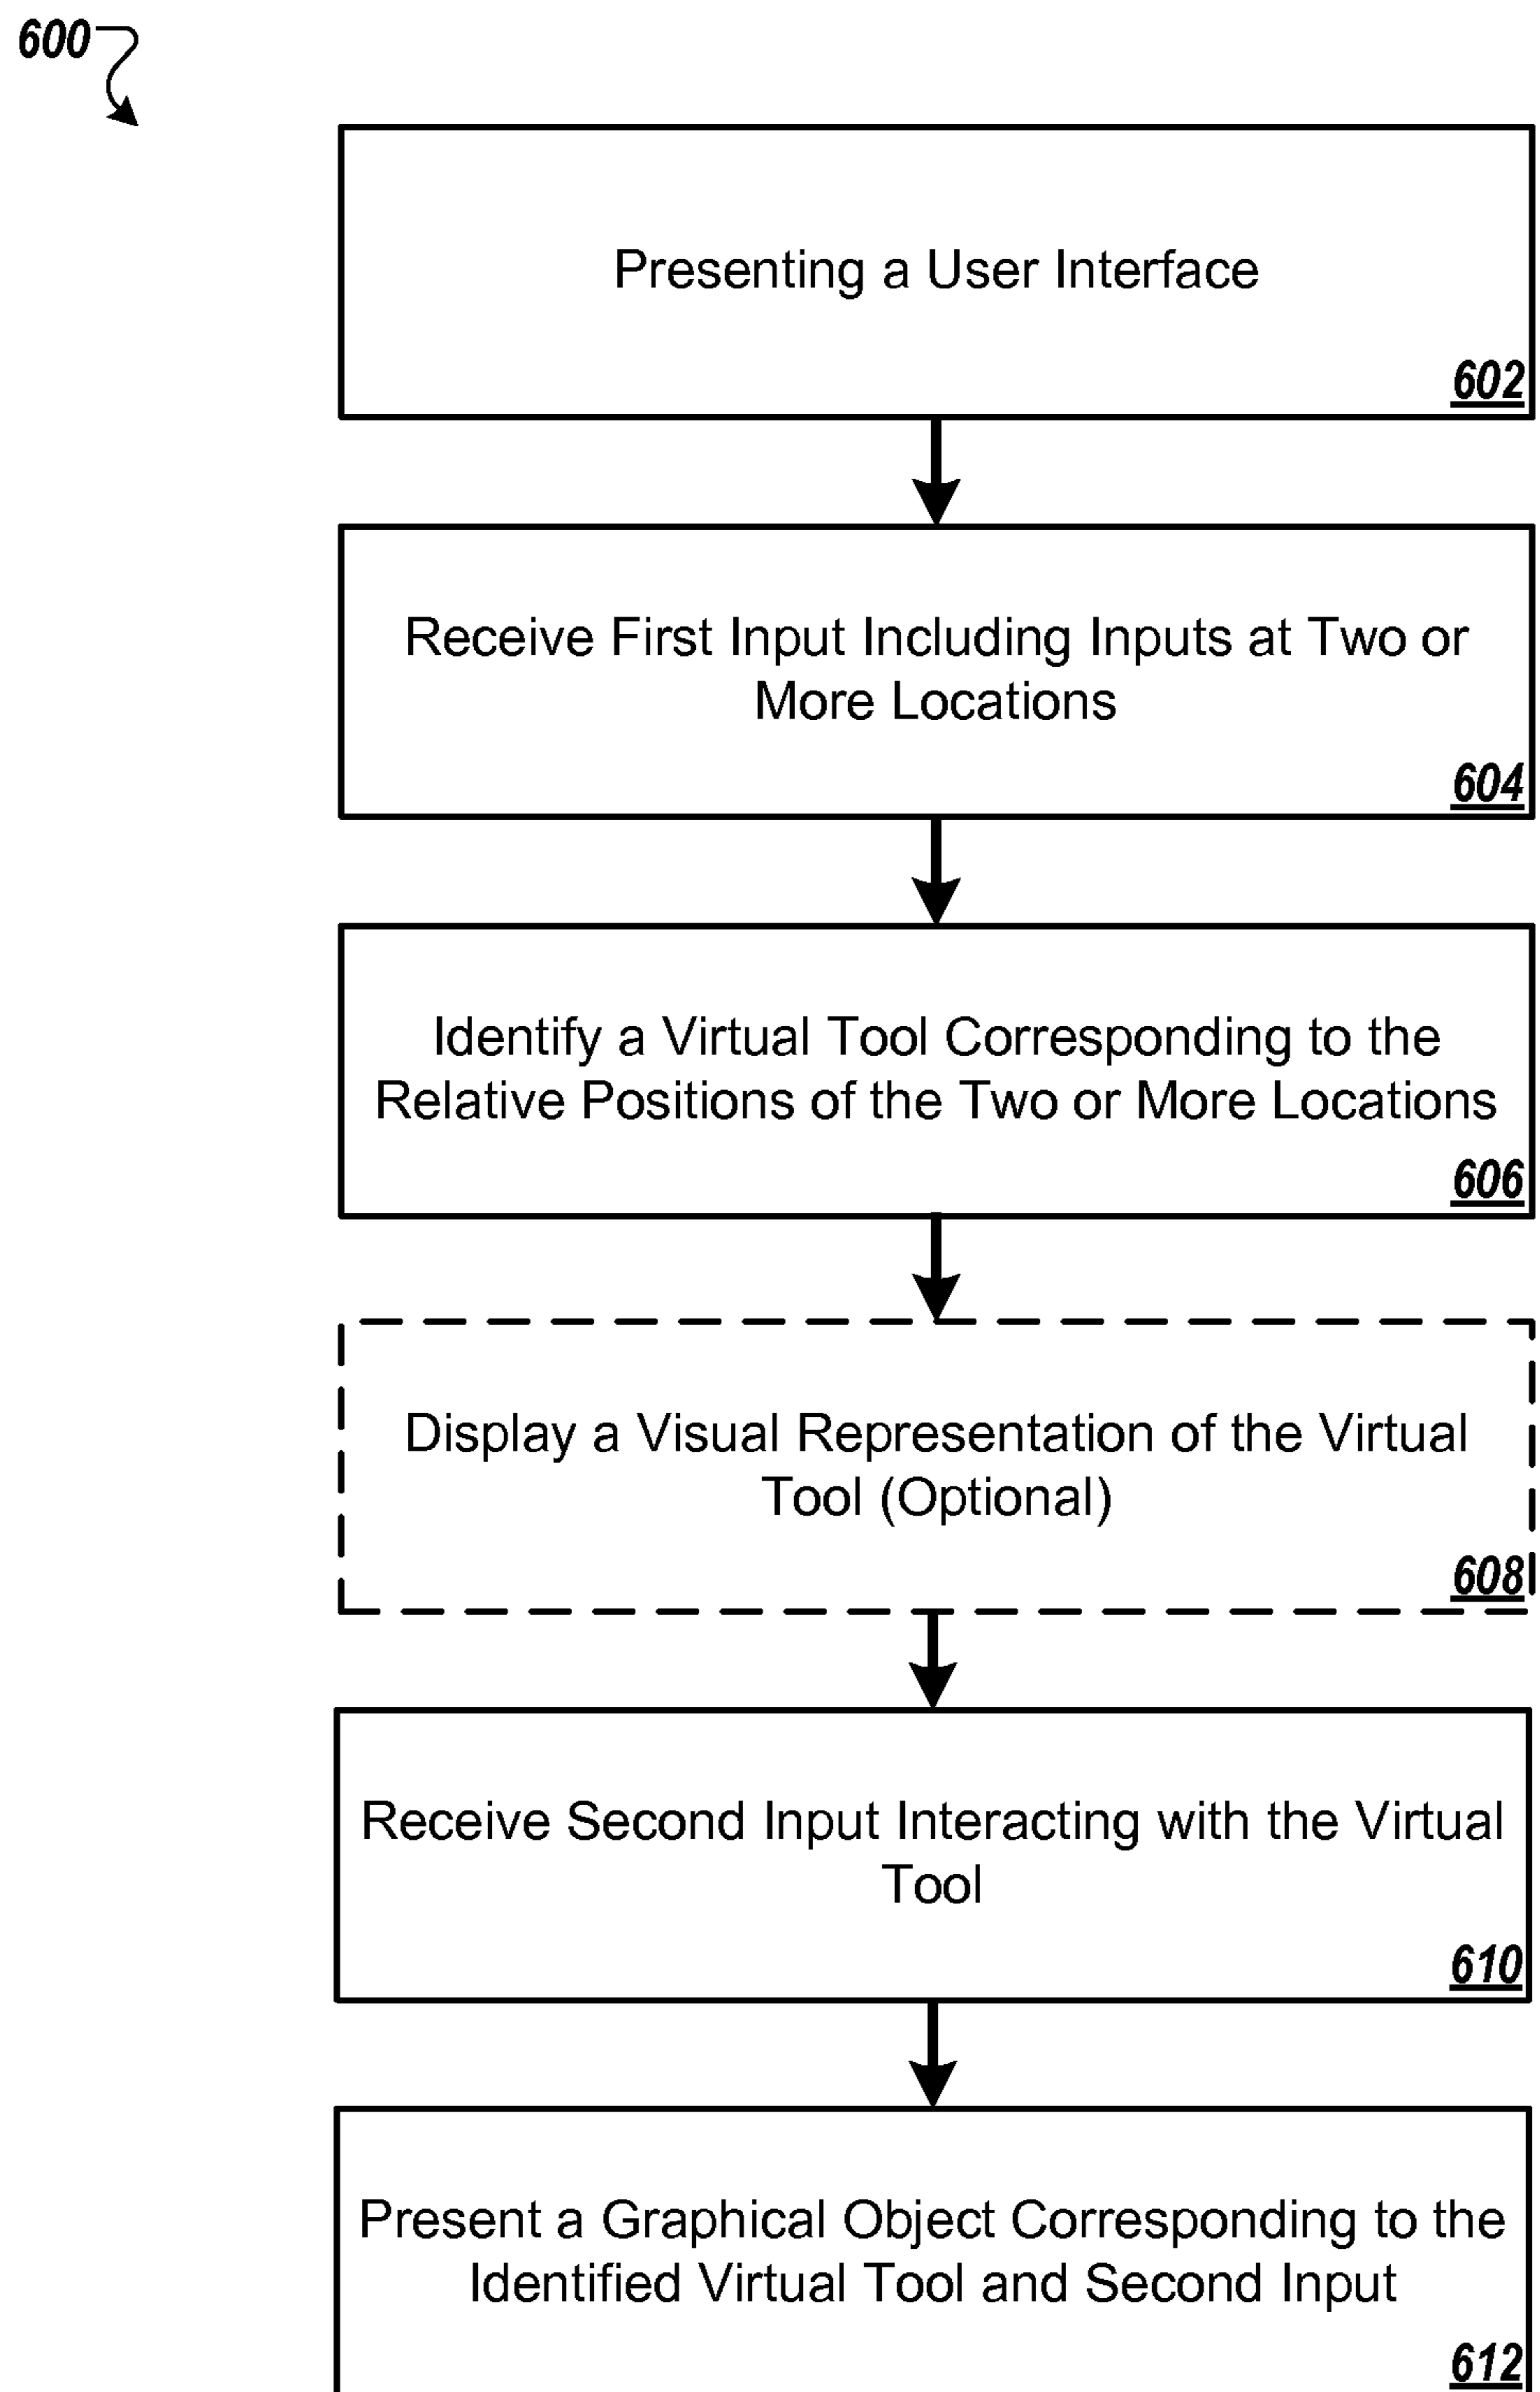 600
Presenting a User Interface
602
Receive First Input Including Inputs at Two or
More Locations
604
Identify a Virtual Tool Corresponding to the
Relative Positions of the Two or More Locations
606
Display a Visual Representation of the Virtual
Tool (Optional)
608
Receive Second Input Interacting with the Virtual
Tool
610
Present a Graphical Object Corresponding to the
Identified Virtual Tool and Second Input
612